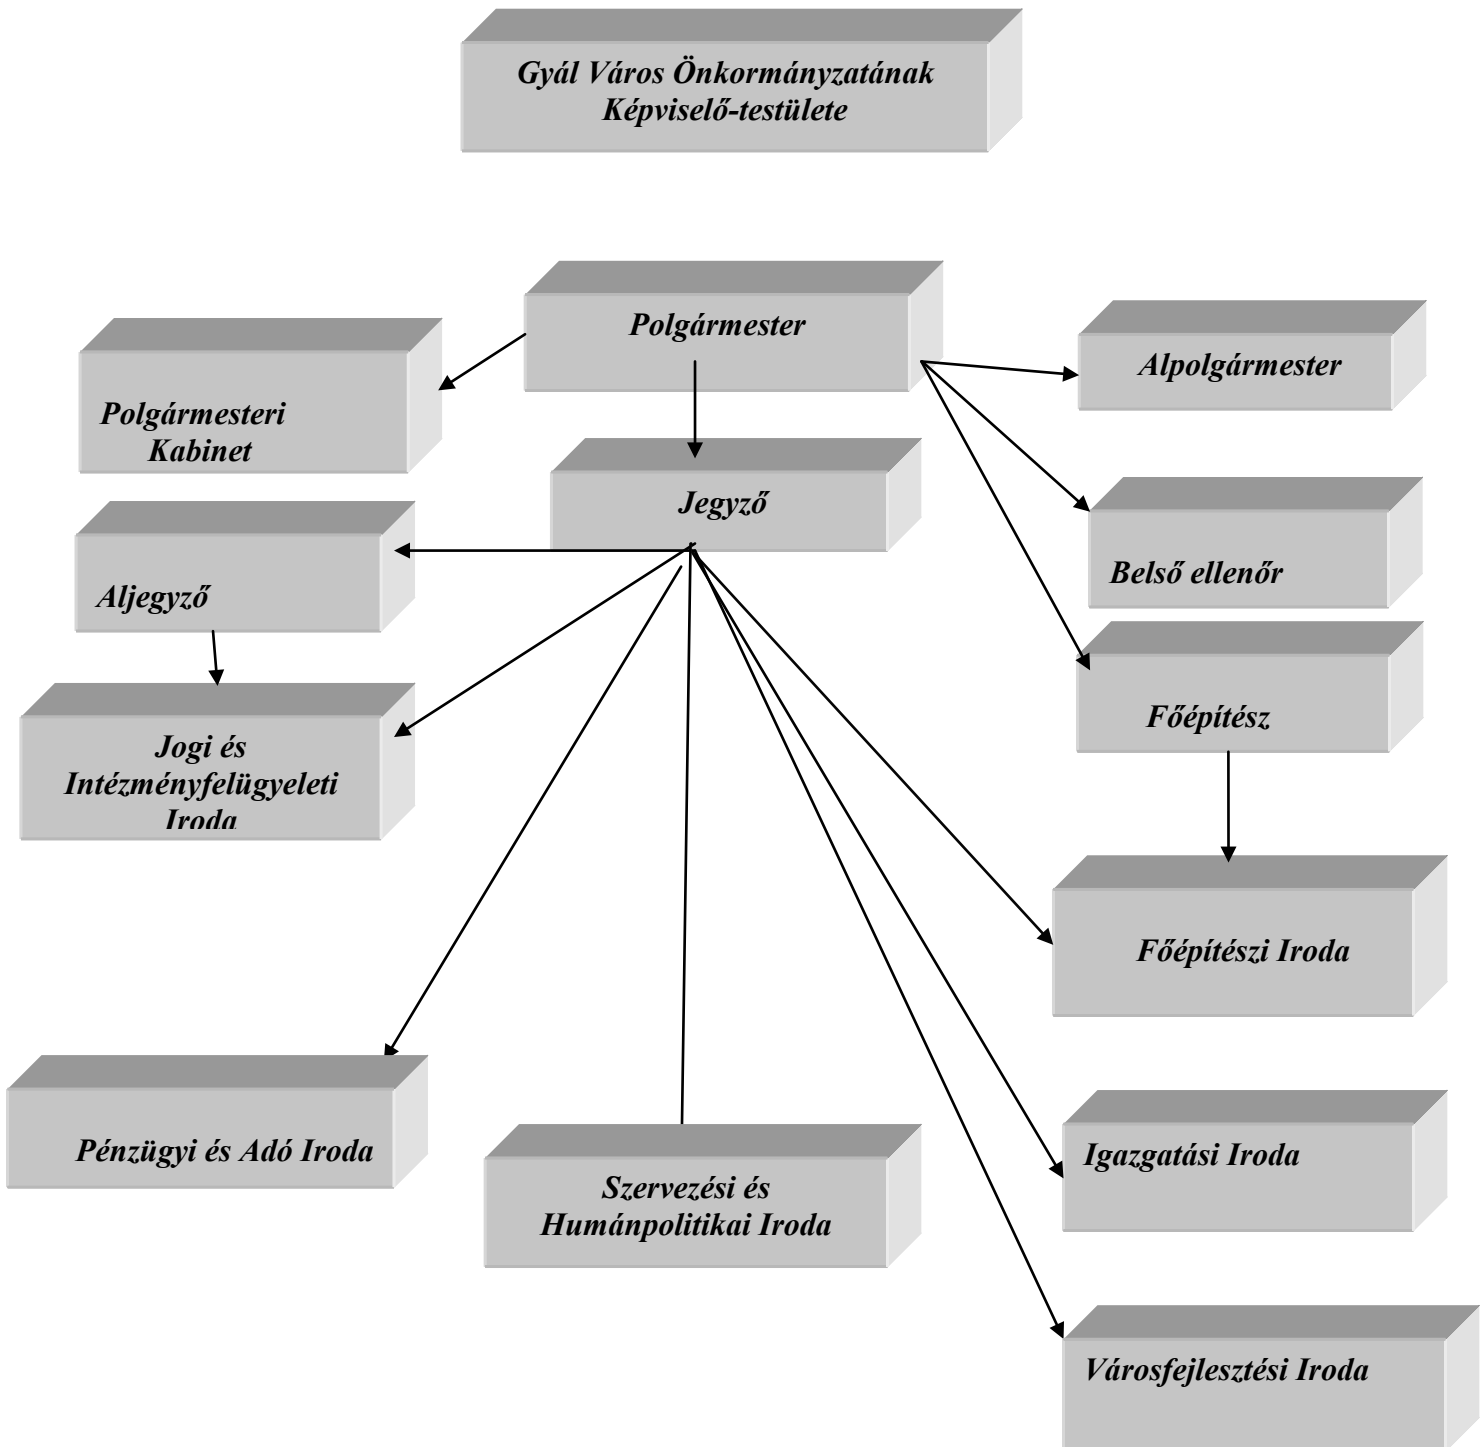 Gyál Város Önkormányzatának
Képviselő-testülete
Polgármester
Alpolgármester
Polgármesteri
Kabinet
Jegyző
Belső ellenőr
Aljegyző
Főépítész
Jogi és
Intézményfelügyeleti
Iroda
Főépítészi Iroda
Pénzügyi és Adó Iroda
Szervezési és
Humánpolitikai Iroda
Igazgatási Iroda
Városfejlesztési Iroda